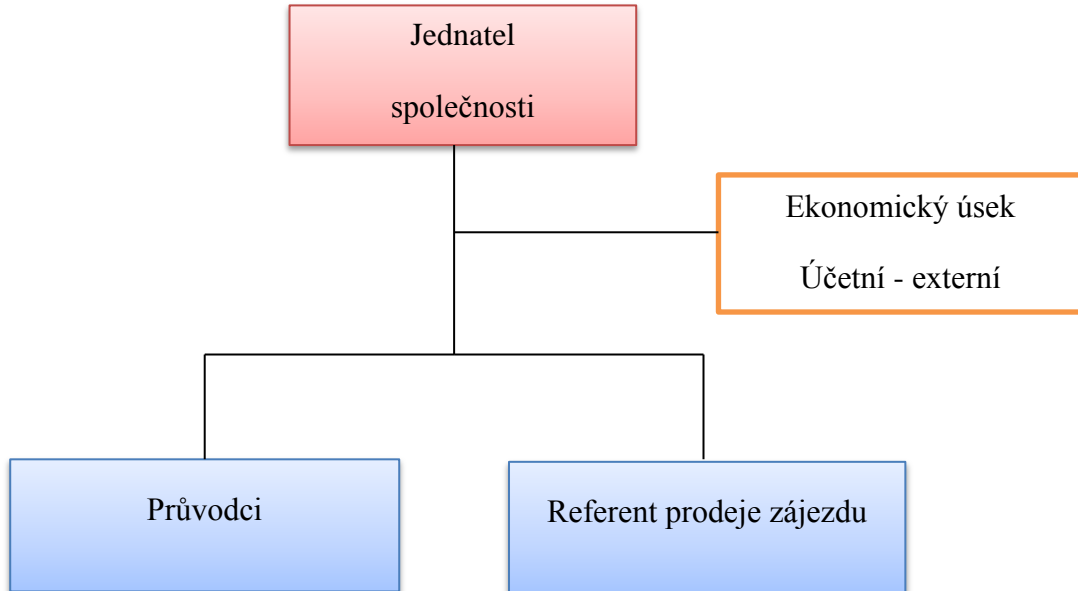 Jednatel
společnosti
Ekonomický úsek
Účetní - externí
Průvodci
Referent prodeje zájezdu